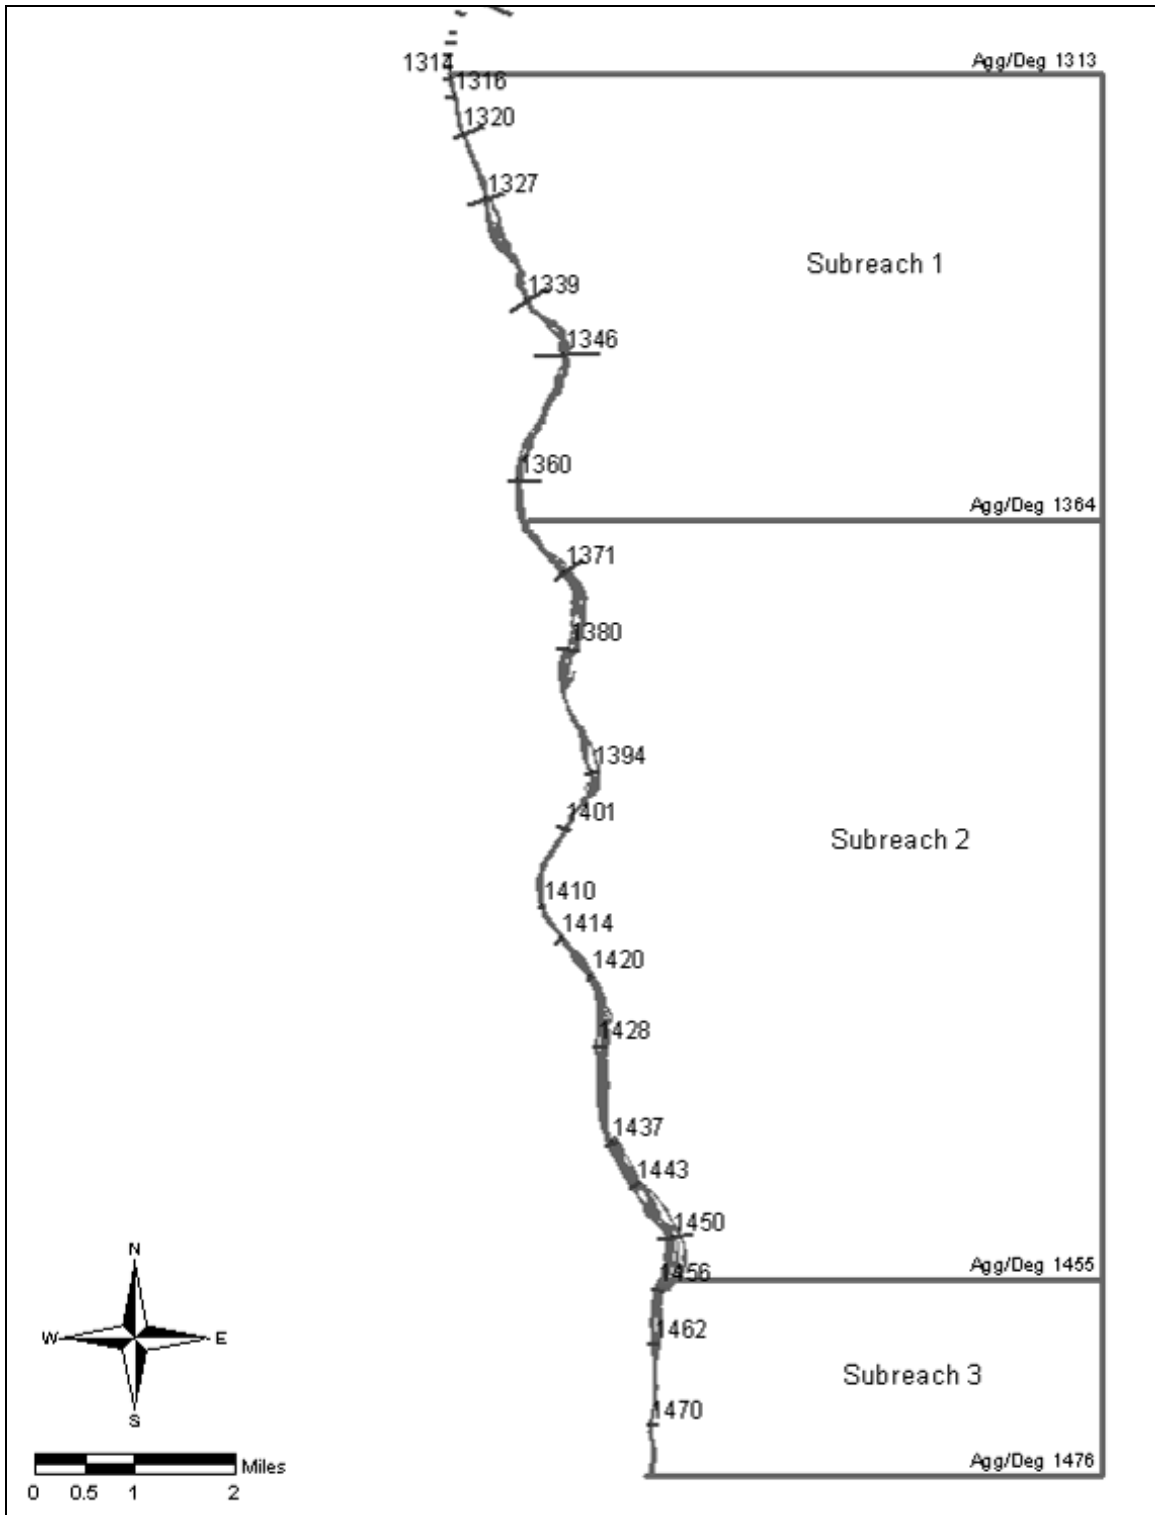 1314
Agg/Deg 1313
1316
1320
1327
Subreach 1
1339
1346
1360
Agg/Deg 1364
1371
1380
1394
1401
Subreach 2
1410
1414
1420
1428
1437
1443
1450
N
Agg/Deg 1455
1456
W
E
1462
Subreach 3
1470
S
Agg/Deg 1476
Miles
0 0.5 1 2